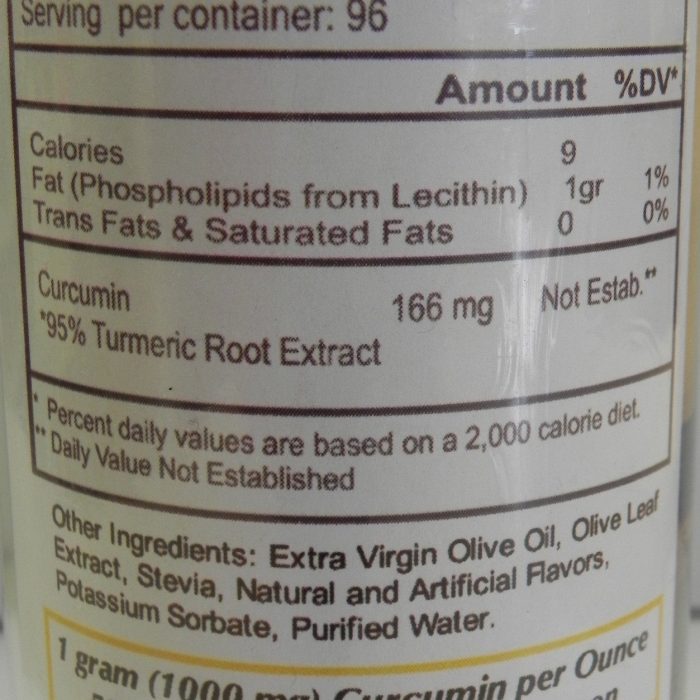 Serving per container: 96
Amount %DV*
Calories 9
Fat (Phospholipids from Lecithin) 1gr 1%
Trans Fats & Saturated Fats 0 0%
Curcumin 166 mg Not Estab.**
*95% Turmeric Root Extract
* Percent daily values are based on a 2,000 calorie diet.
** Daily Value Not Established
Other Ingredients: Extra Virgin Olive Oil, Olive Leaf
Extract, Stevia, Natural and Artificial Flavors,
Potassium Sorbate, Purified Water.
1 gram (1000 mg) Curcumin per Ounce